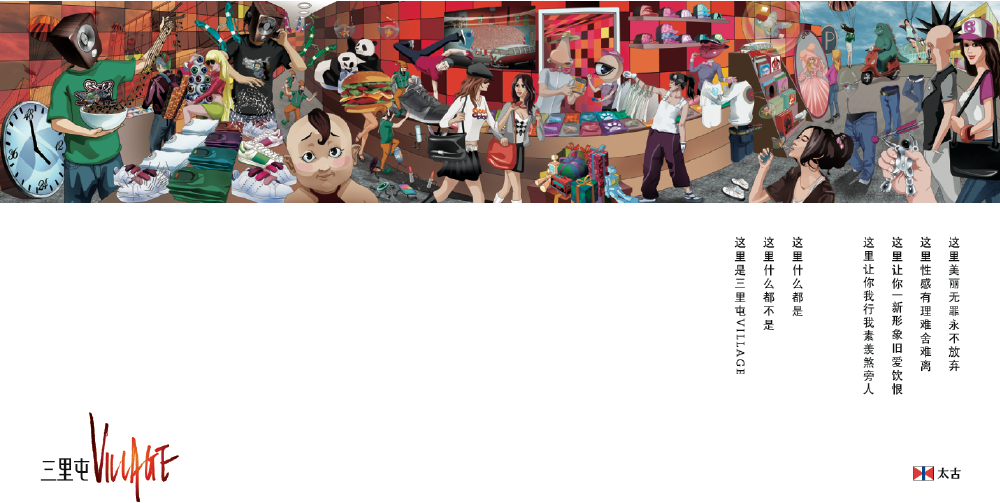 这里美丽无罪永不放弃
这里性感有理难舍难离
这里让你一新形象旧爱饮恨
这里让你我行我素羡煞旁人
这里什么都是
这里什么都不是
这里是三里屯VILLAGE
三里屯VILLAGE
太古